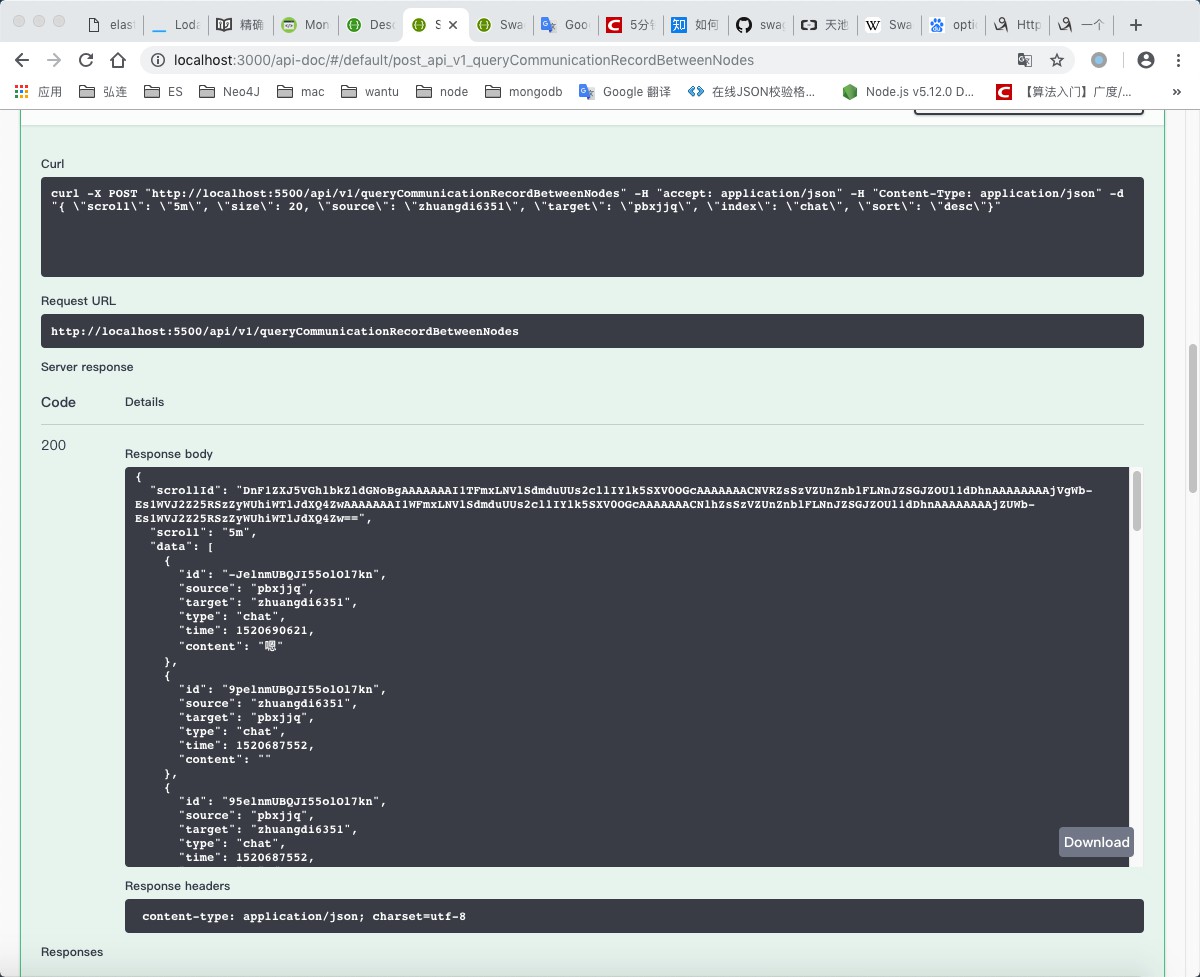 elast
Loda
精确
Mon
Desc
S
Swa
Goo
5分钟
如何
swag
天池
Swa
optic
Http
一个
localhost:3000/api-doc/#/default/post_api_v1_queryCommunicationRecordBetweenNodes
应用
弘连
ES
Neo4J
mac
wantu
node
mongodb
Google 翻译
在线JSON校验格...
Node.js v5.12.0 D...
【算法入门】广度/...
»
Curl
curl -X POST "http://localhost:5500/api/v1/queryCommunicationRecordBetweenNodes" -H "accept: application/json" -H "Content-Type: application/json" -d
"{ \"scroll\": \"5m\", \"size\": 20, \"source\": \"zhuangdi6351\", \"target\": \"pbxjjq\", \"index\": \"chat\", \"sort\": \"desc\"}"
Request URL
http://localhost:5500/api/v1/queryCommunicationRecordBetweenNodes
Server response
Code
Details
200
Response body
{
"scroll": "5m",
"data": [
{
"id": "-JelnmUBQJI55olOl7kn",
"source": "pbxjjq",
"target": "zhuangdi6351",
"type": "chat",
"time": 1520690621,
"content": "嗯"
},
{
"id": "9pelnmUBQJI55olOl7kn",
"source": "zhuangdi6351",
"target": "pbxjjq",
"type": "chat",
"time": 1520687552,
"content": ""
},
{
"id": "95elnmUBQJI55olOl7kn",
"source": "pbxjjq",
"target": "zhuangdi6351",
"type": "chat",
"time": 1520687552,
Download
Response headers
content-type: application/json; charset=utf-8
Responses